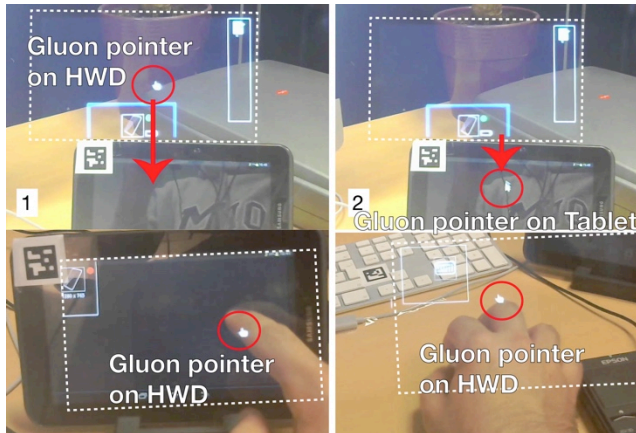 Gluon pointer
on HWD
1
2
Gluon pointer on Tablet
Gluon pointer
on HWD
SAMSUNG
Gluon pointer
on HWD
EPSON